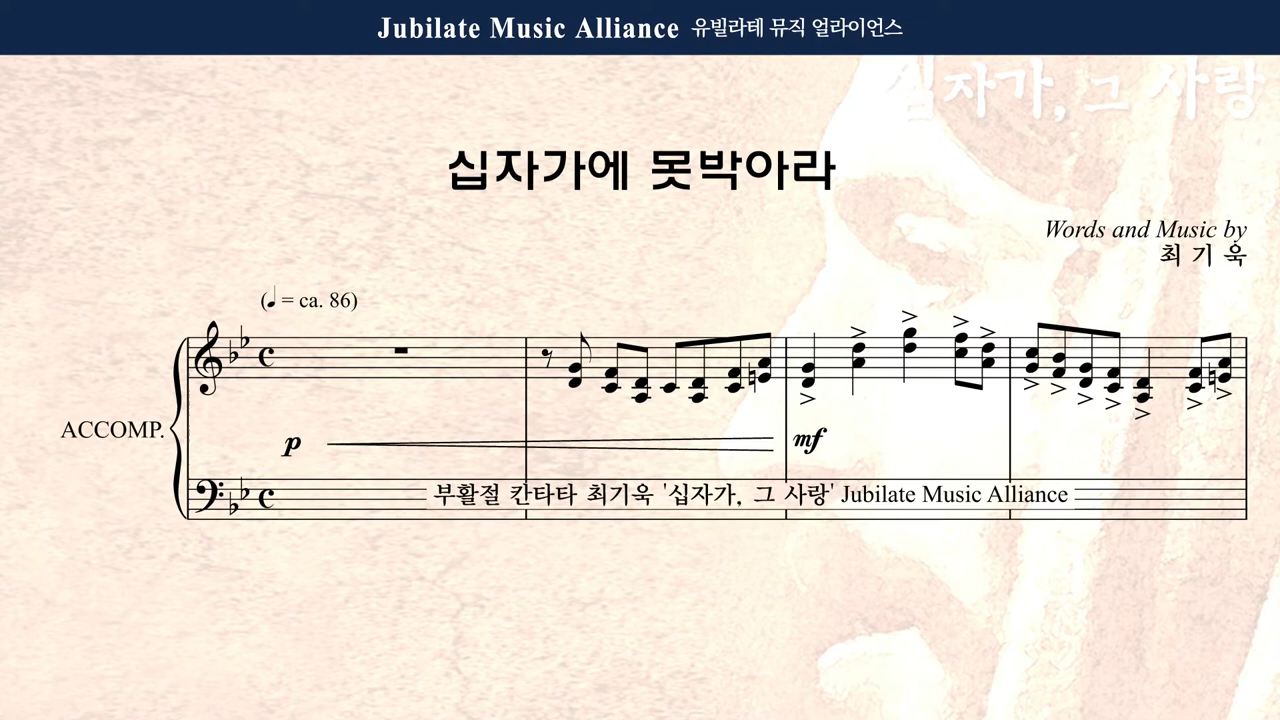 Jubilate Music Alliance 유빌라테 뮤직 얼라이언스
십자가, 그 사랑
십자가에 못박아라
Words and Music by
최 기 욱
(♩ = ca. 86)
ACCOMP.
p
mf
부활절 칸타타 최기욱 '십자가, 그 사랑' Jubilate Music Alliance